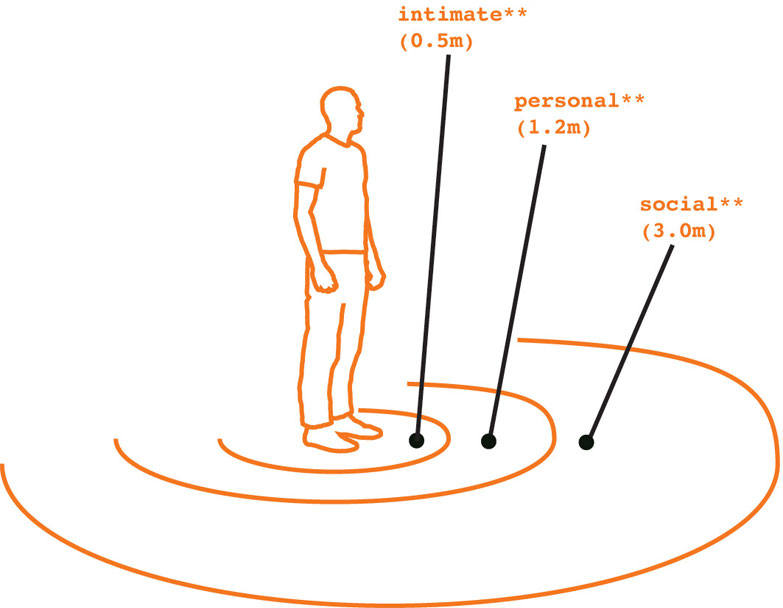 intimate**
(0.5m)
personal**
(1.2m)
social**
(3.0m)